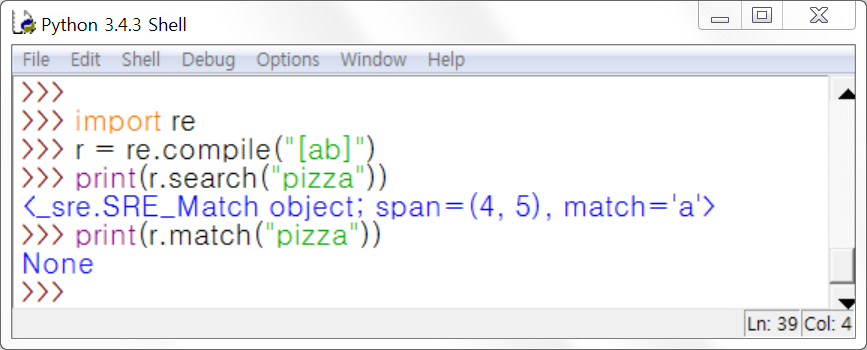 Python 3.4.3 Shell
File Edit Shell Debug Options Window Help
>>>
>>> import re
>>> r = re.compile("[ab]")
>>> print(r.search("pizza"))
<_sre.SRE_Match object; span=(4, 5), match='a'>
>>> print(r.match("pizza"))
None
>>>
Ln: 39 Col: 4